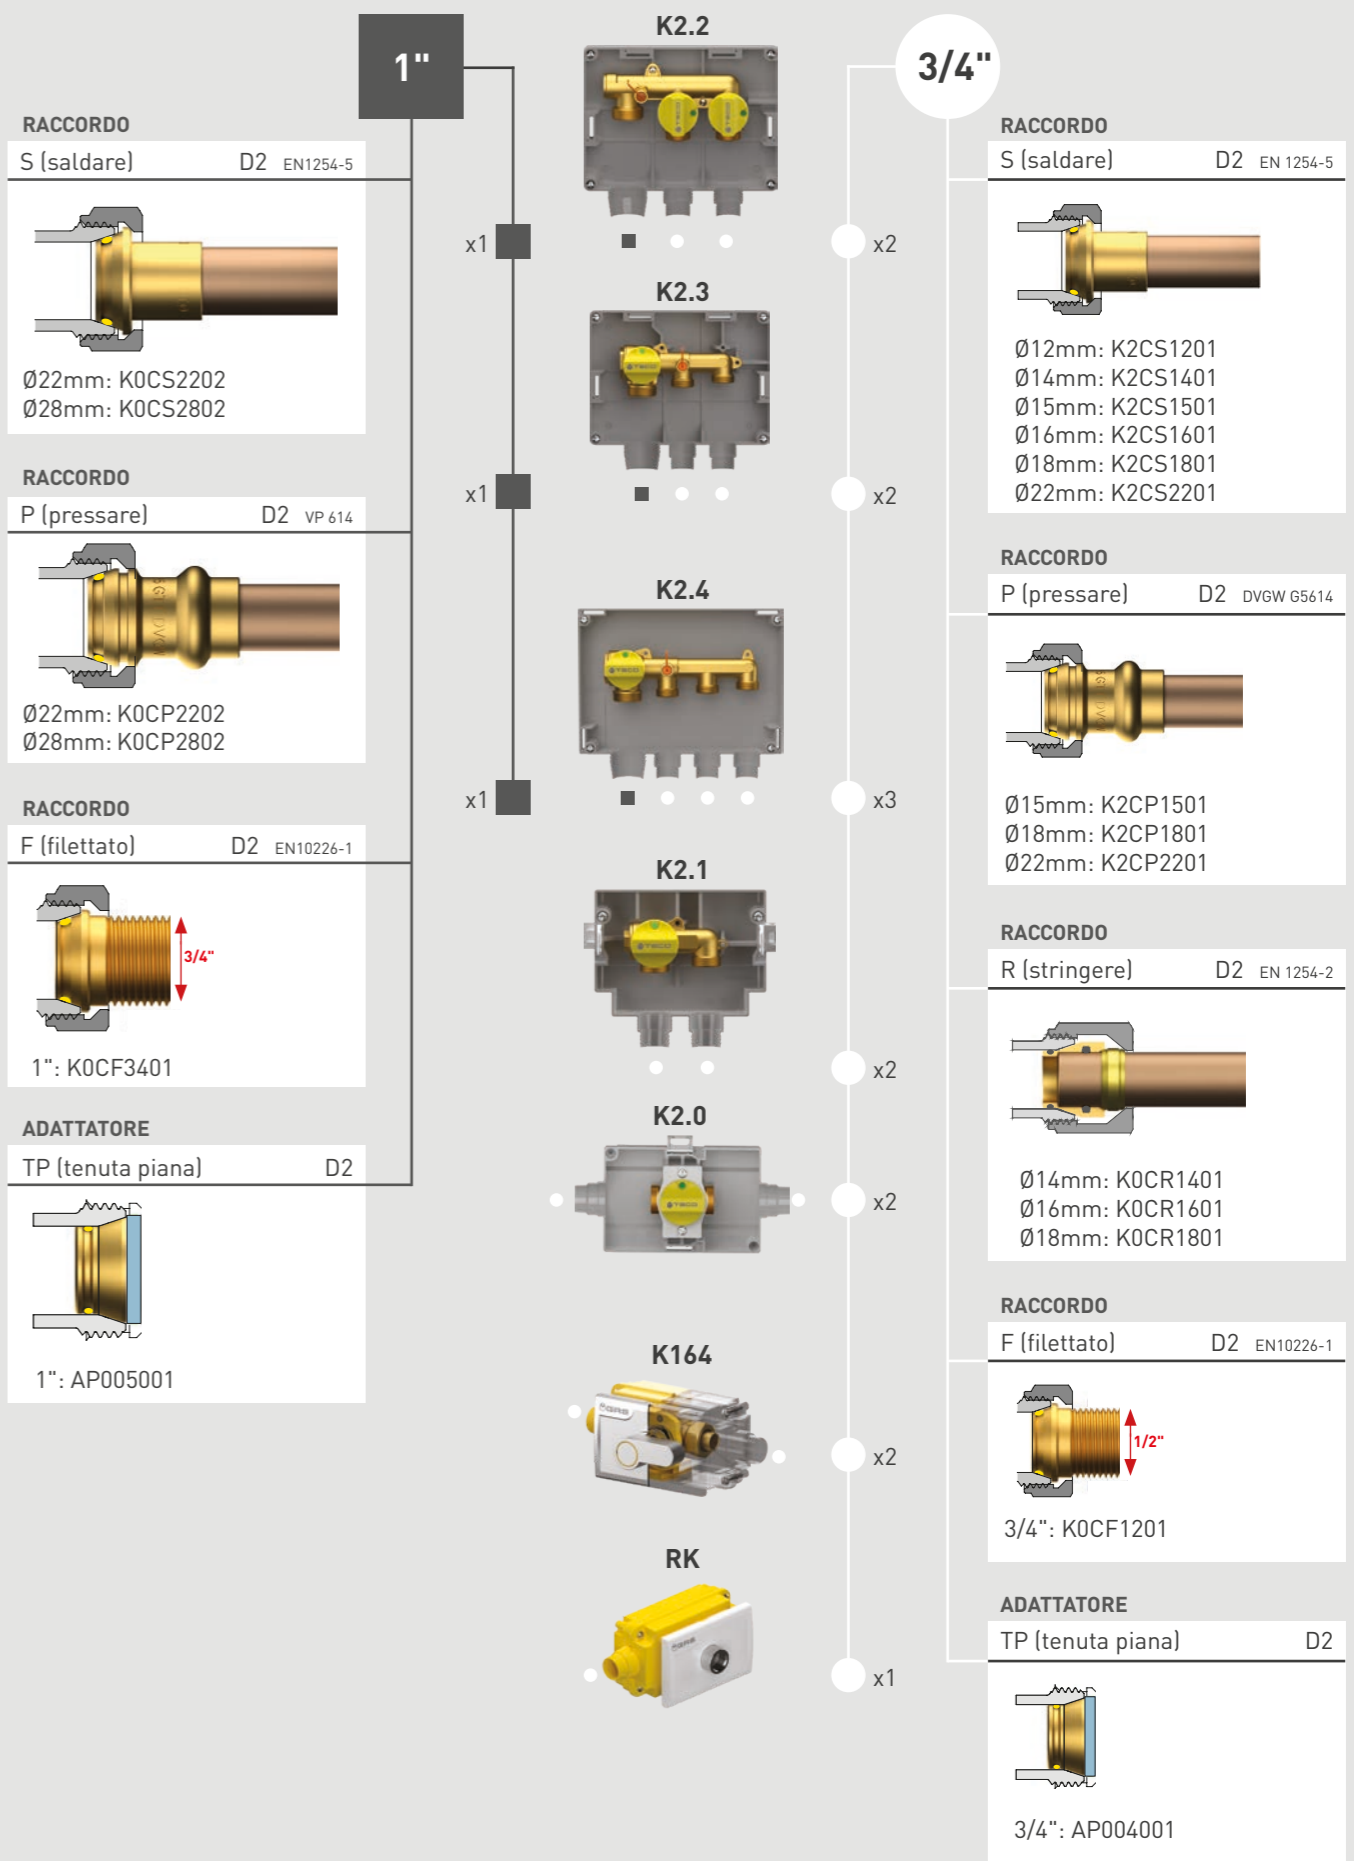 1"
RACCORDO
S (saldare) D2 EN1254-5
Ø22mm: K0CS2202
Ø28mm: K0CS2802
RACCORDO
P (pressare) D2 VP 614
Ø22mm: K0CP2202
Ø28mm: K0CP2802
RACCORDO
F (filettato) D2 EN10226-1
3/4"
1": K0CF3401
ADATTATORE
TP (tenuta piana) D2
1": AP005001
K2.2
x1
x2
K2.3
TECO
x1
x2
K2.4
TECO
x1
x3
K2.1
TECO
x2
K2.0
TECO
x2
K164
GAS
x2
RK
GAS
x1
3/4"
RACCORDO
S (saldare) D2 EN 1254-5
Ø12mm: K2CS1201
Ø14mm: K2CS1401
Ø15mm: K2CS1501
Ø16mm: K2CS1601
Ø18mm: K2CS1801
Ø22mm: K2CS2201
RACCORDO
P (pressare) D2 DVGW G5614
Ø15mm: K2CP1501
Ø18mm: K2CP1801
Ø22mm: K2CP2201
RACCORDO
R (stringere) D2 EN 1254-2
Ø14mm: K0CR1401
Ø16mm: K0CR1601
Ø18mm: K0CR1801
RACCORDO
F (filettato) D2 EN10226-1
1/2"
3/4": K0CF1201
ADATTATORE
TP (tenuta piana) D2
3/4": AP004001